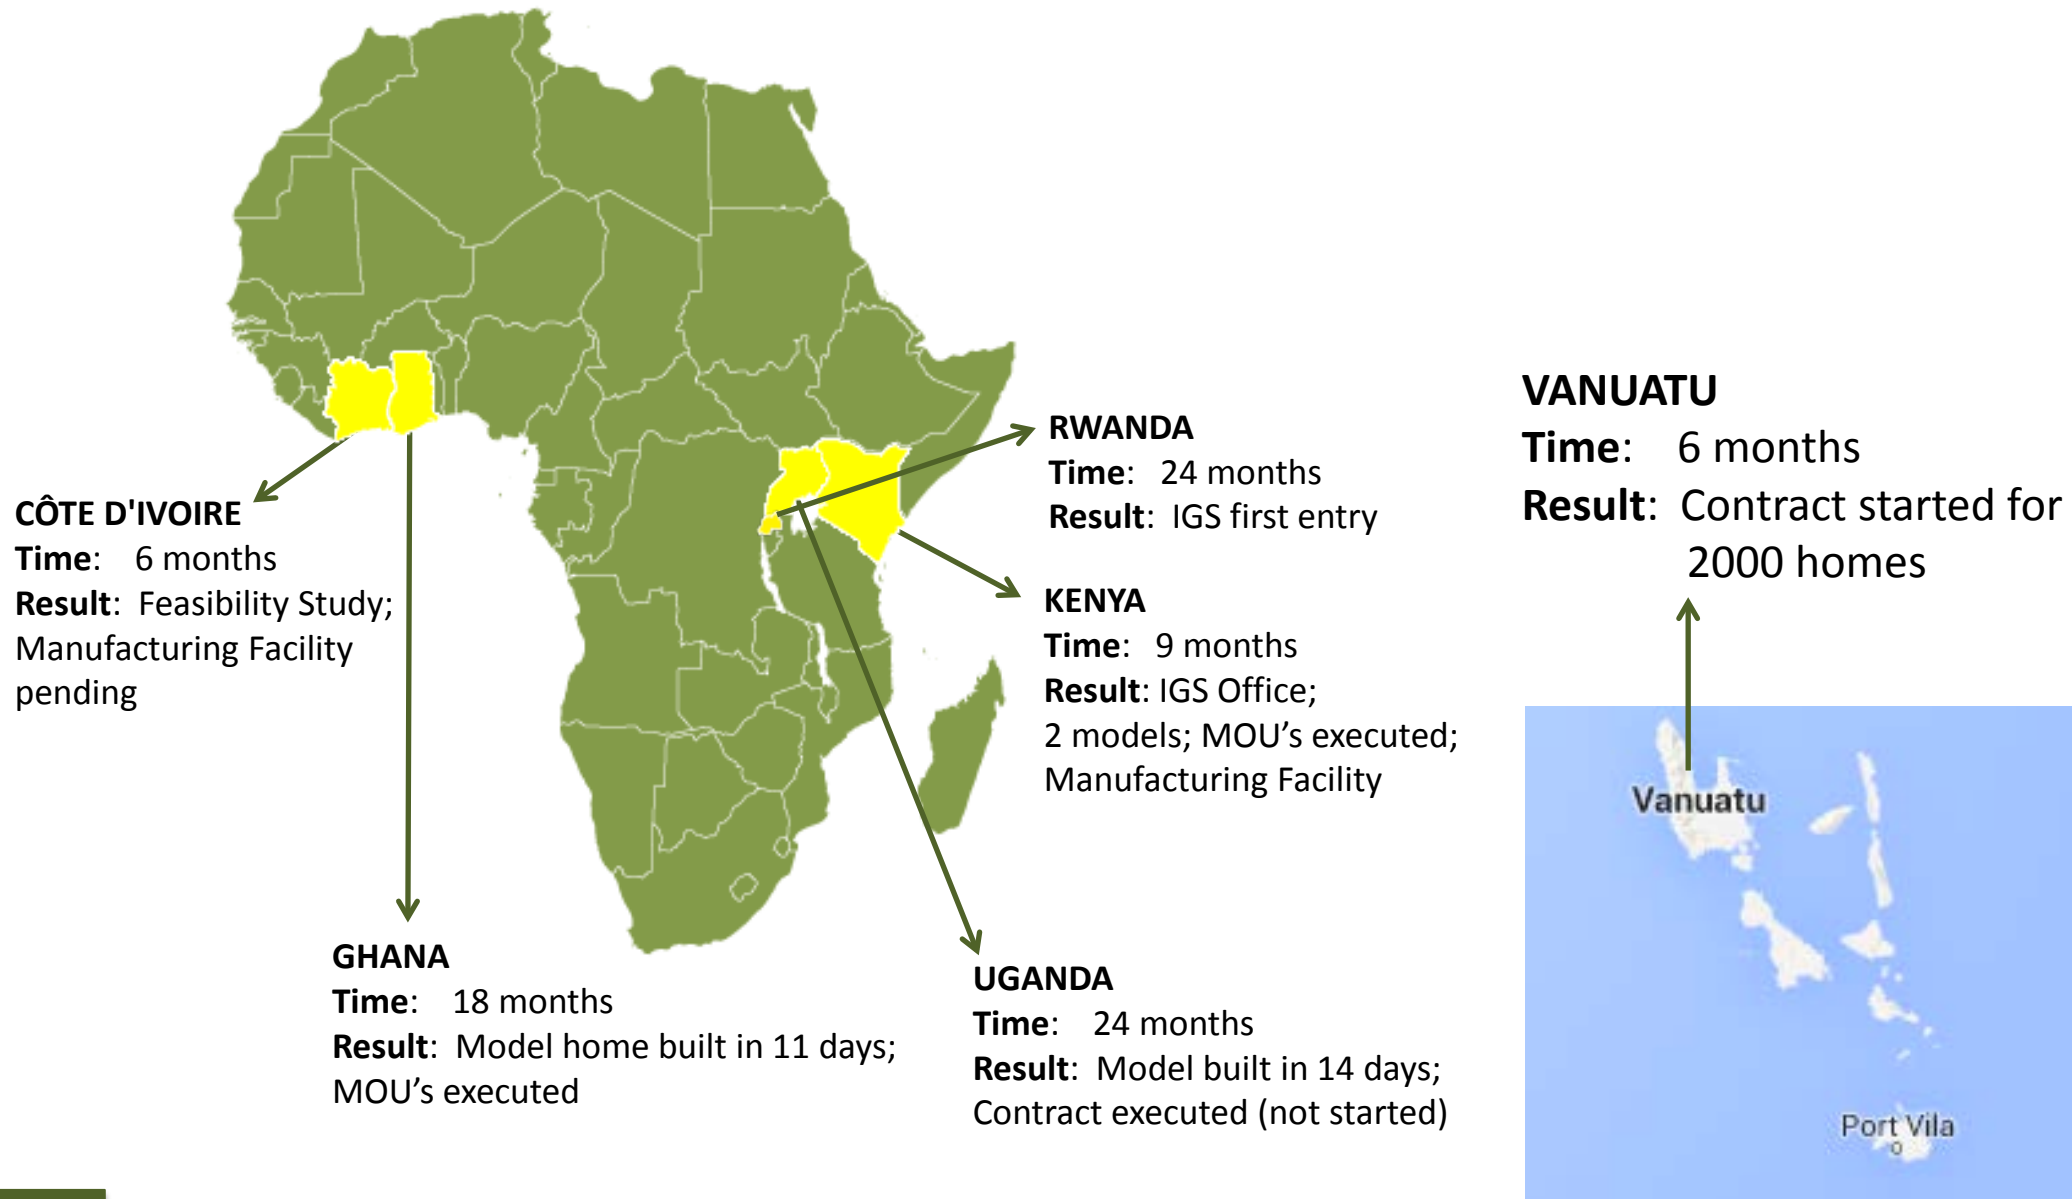 CÔTE D'IVOIRE
Time: 6 months
Result: Feasibility Study;
Manufacturing Facility
pending
GHANA
Time: 18 months
Result: Model home built in 11 days;
MOU’s executed
RWANDA
Time: 24 months
Result: IGS first entry
KENYA
Time: 9 months
Result: IGS Office;
2 models; MOU’s executed;
Manufacturing Facility
UGANDA
Time: 24 months
Result: Model built in 14 days;
Contract executed (not started)
VANUATU
Time: 6 months
Result: Contract started for
2000 homes
Vanuatu
Port Vila